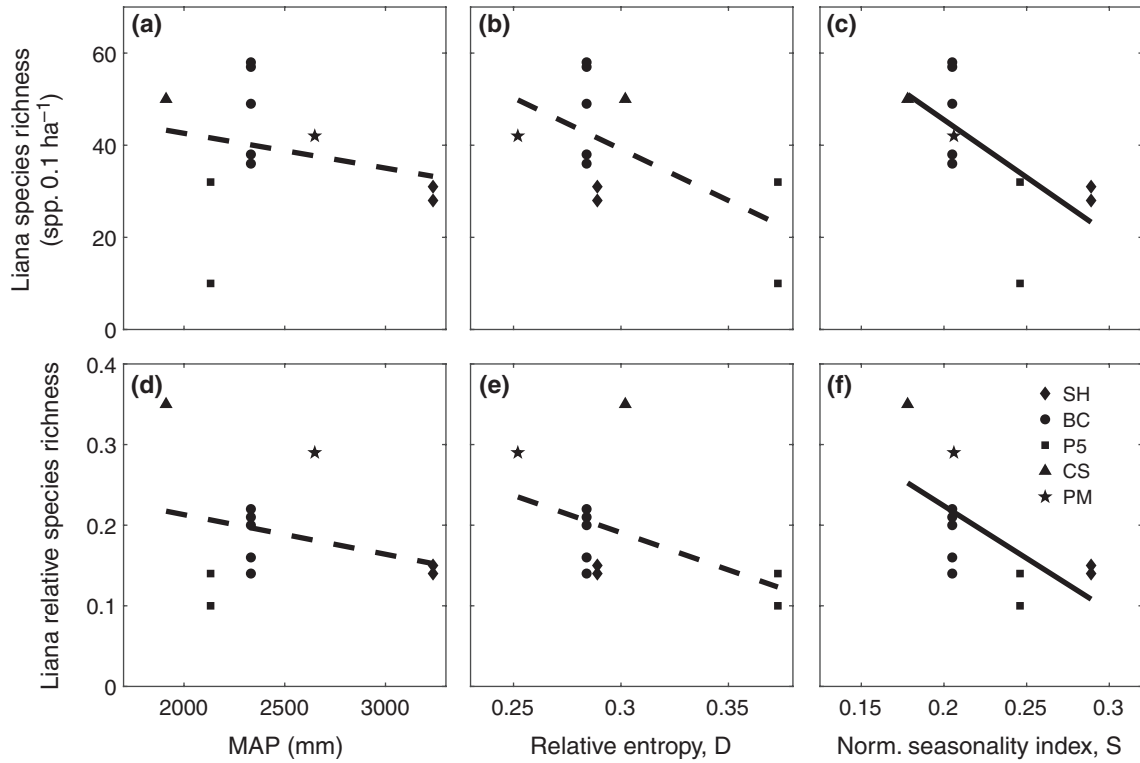 (a)
(b)
(c)
60
40
20
0
Liana species richness
(spp. 0.1 ha⁻¹)
(d)
(e)
(f)
0.4
0.3
0.2
0.1
0
Liana relative species richness
SH
BC
P5
CS
PM
2000 2500 3000
0.25 0.3 0.35
0.15 0.2 0.25 0.3
MAP (mm)
Relative entropy, D
Norm. seasonality index, S